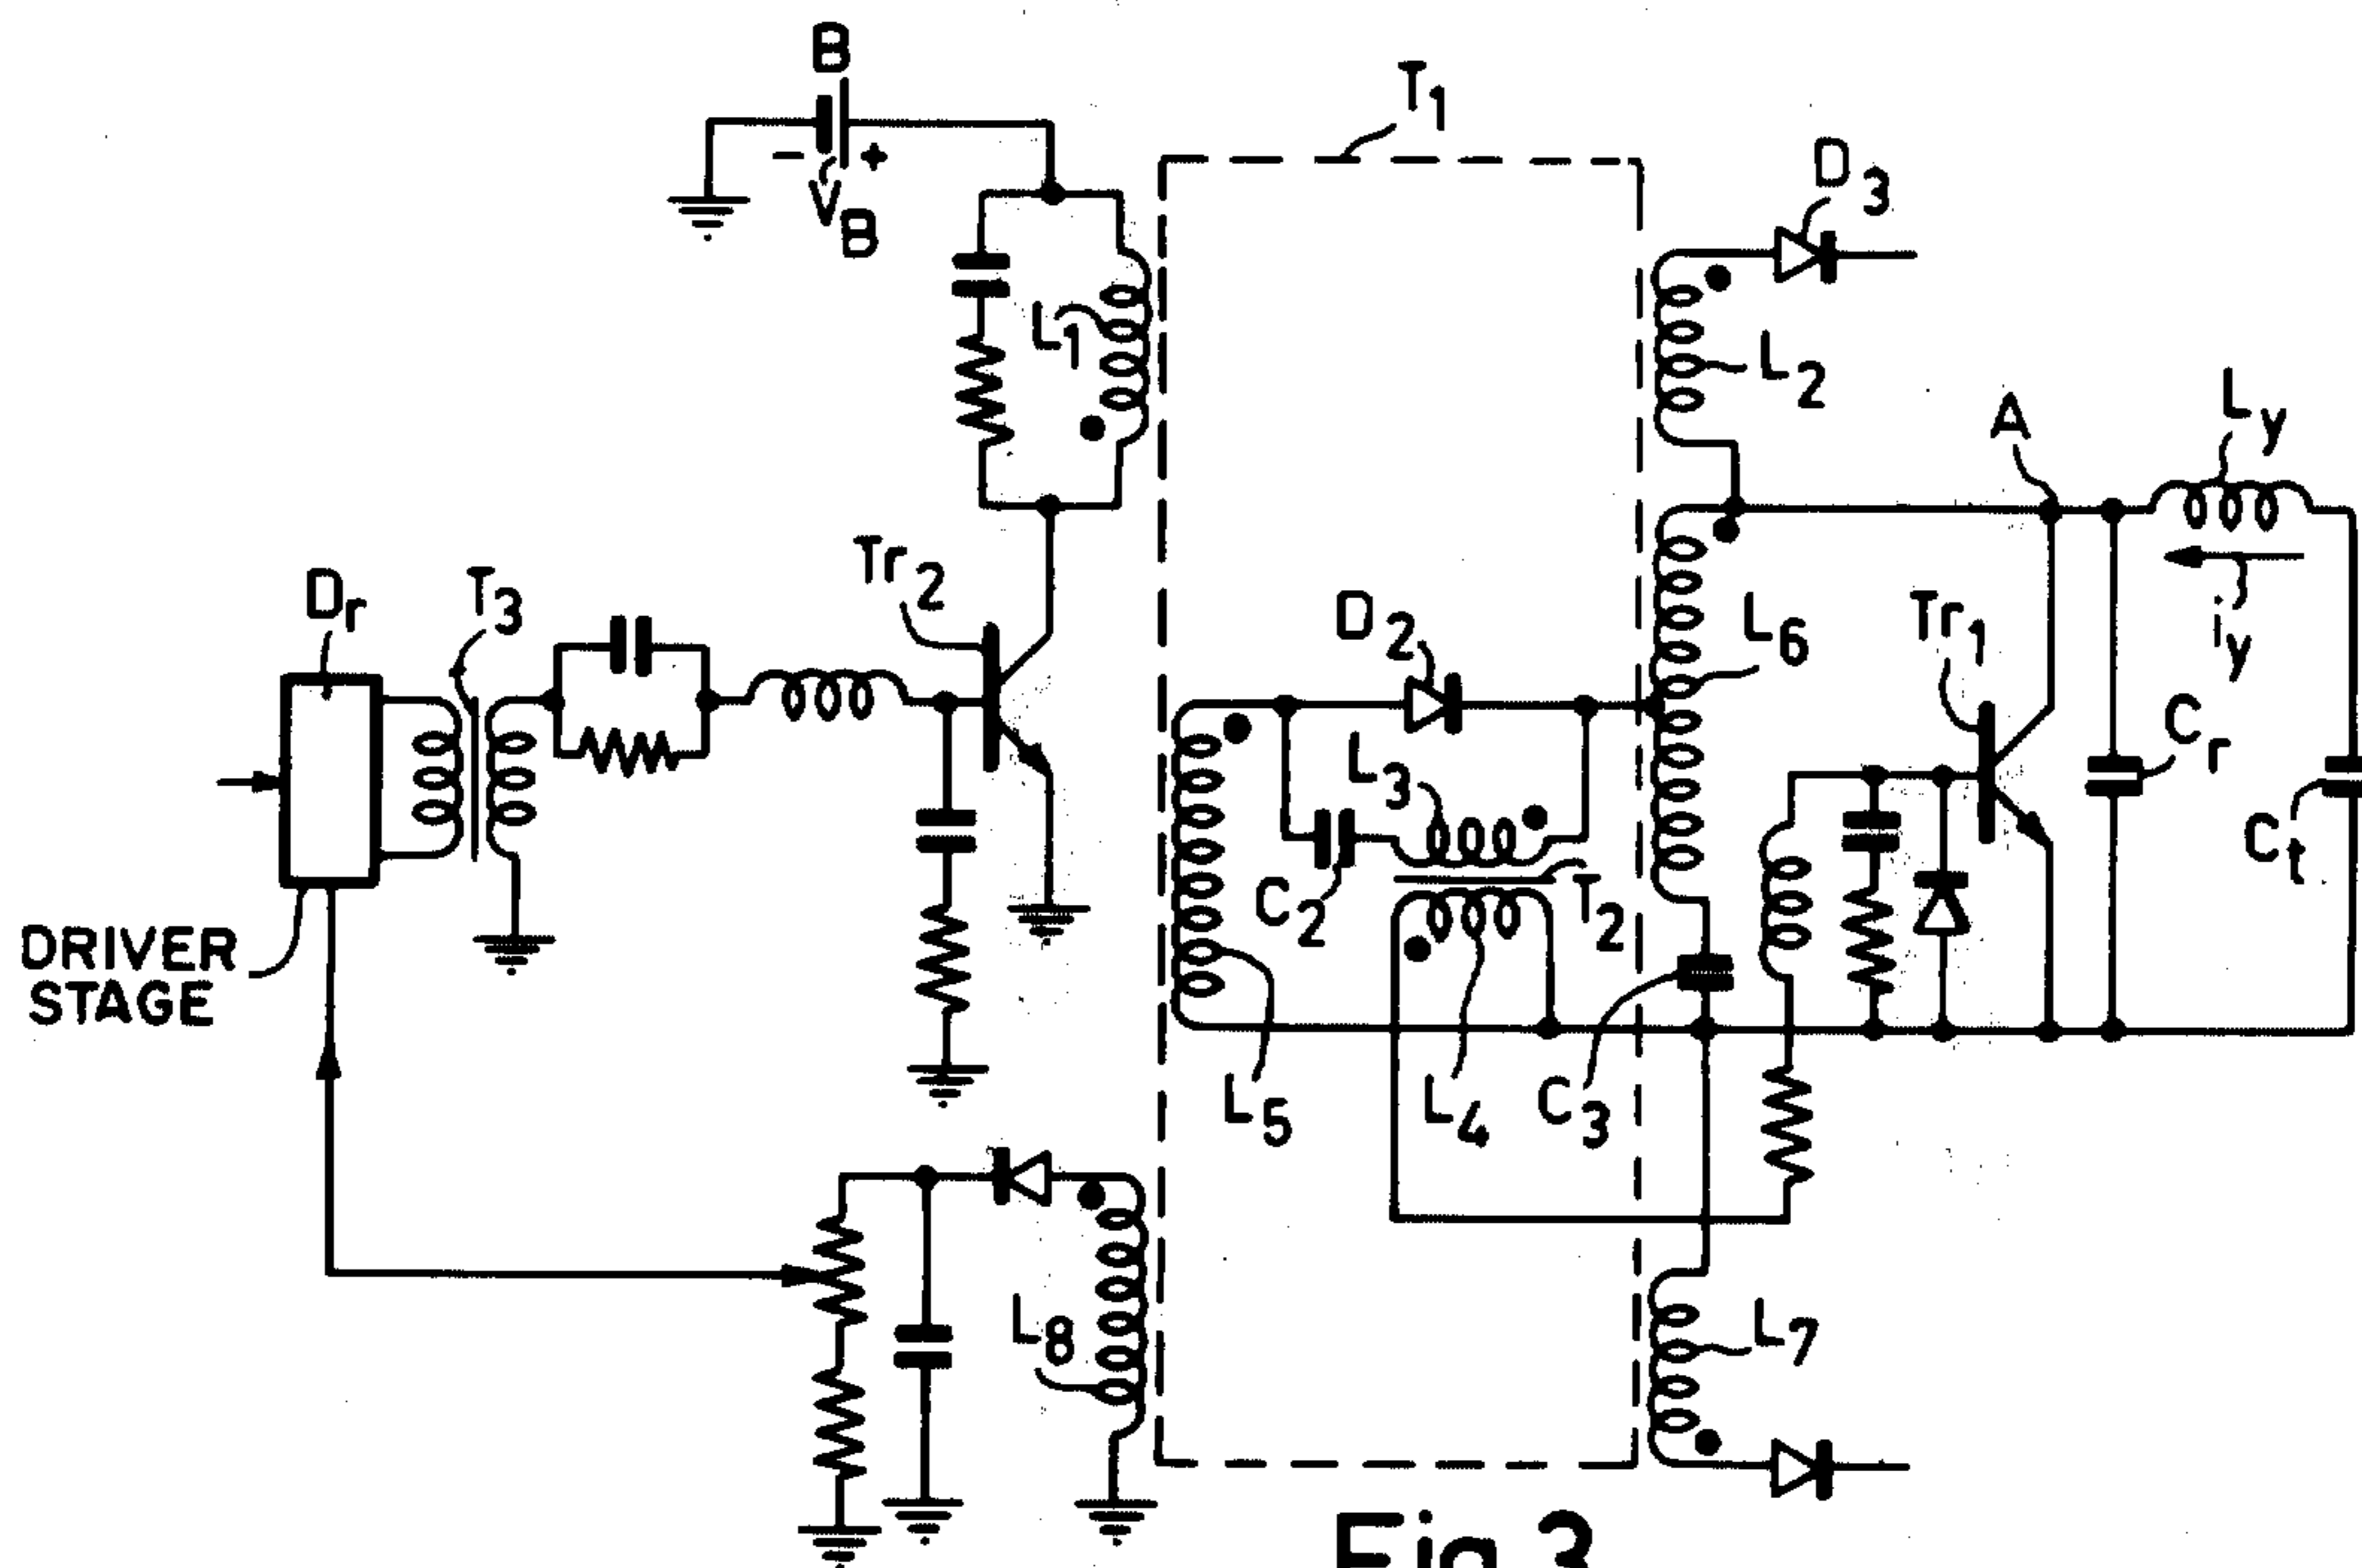 B
T1
- +
VB
D3
L1
L2
A
Ly
Tr2
Dr
T3
D2
L6
Tr1
iy
Cr
L3
Ct
C2
T2
DRIVER
STAGE
L5
L4
C3
L8
L7
Fig.3